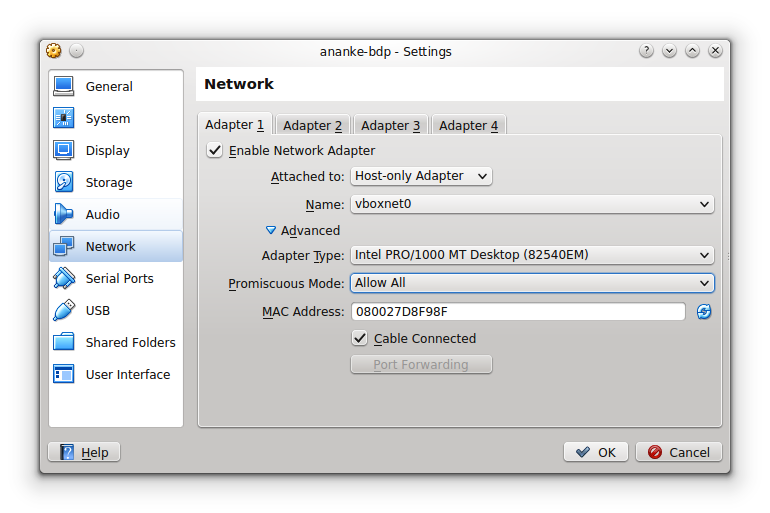 ananke-bdp - Settings
General
System
Display
Storage
Audio
Network
Serial Ports
USB
Shared Folders
User Interface
Network
Adapter 1 Adapter 2 Adapter 3 Adapter 4
Enable Network Adapter
Attached to: Host-only Adapter
Name: vboxnet0
Advanced
Adapter Type: Intel PRO/1000 MT Desktop (82540EM)
Promiscuous Mode: Allow All
MAC Address: 080027D8F98F
Cable Connected
Port Forwarding
Help OK Cancel